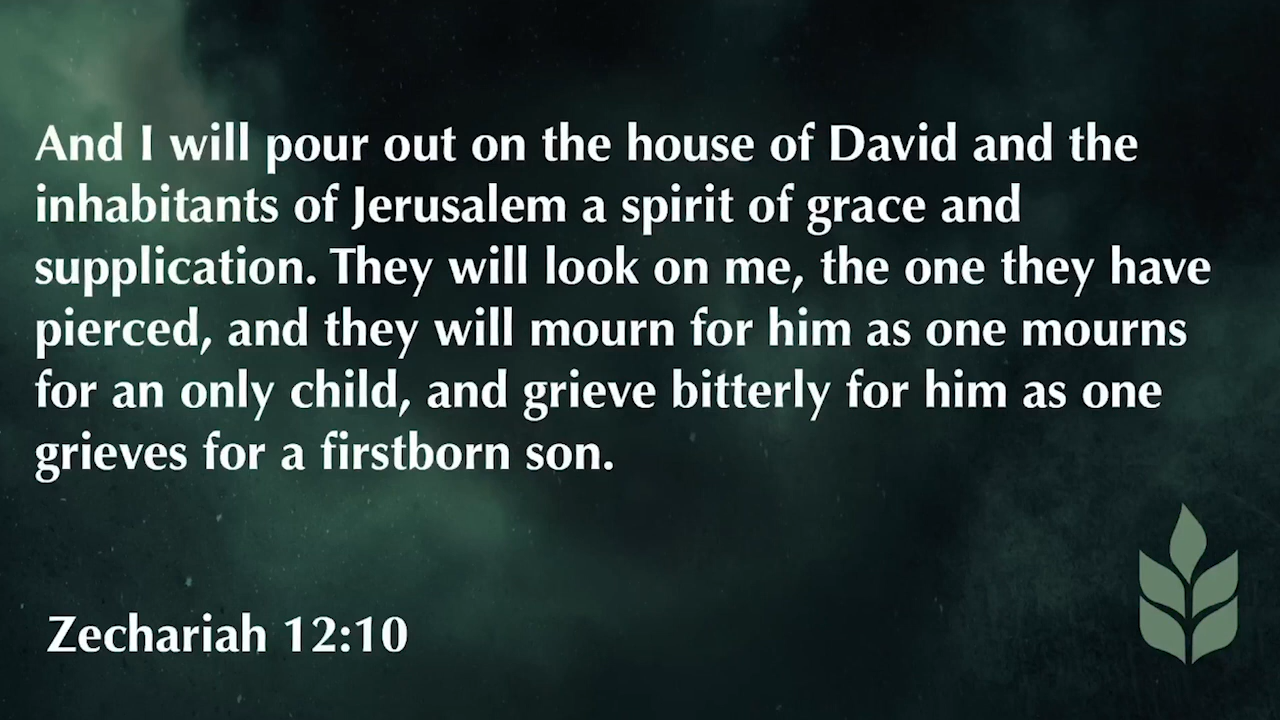 And I will pour out on the house of David and the
inhabitants of Jerusalem a spirit of grace and
supplication. They will look on me, the one they have
pierced, and they will mourn for him as one mourns
for an only child, and grieve bitterly for him as one
grieves for a firstborn son.
Zechariah 12:10